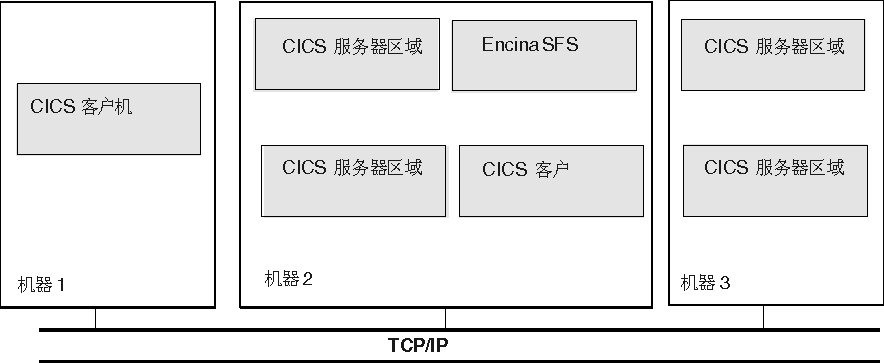 CICS 服务器区域
EncinaSFS
CICS 服务器区域
CICS 客户机
CICS 服务器区域
CICS 客户
CICS 服务器区域
机器1
机器2
机器3
TCP/IP